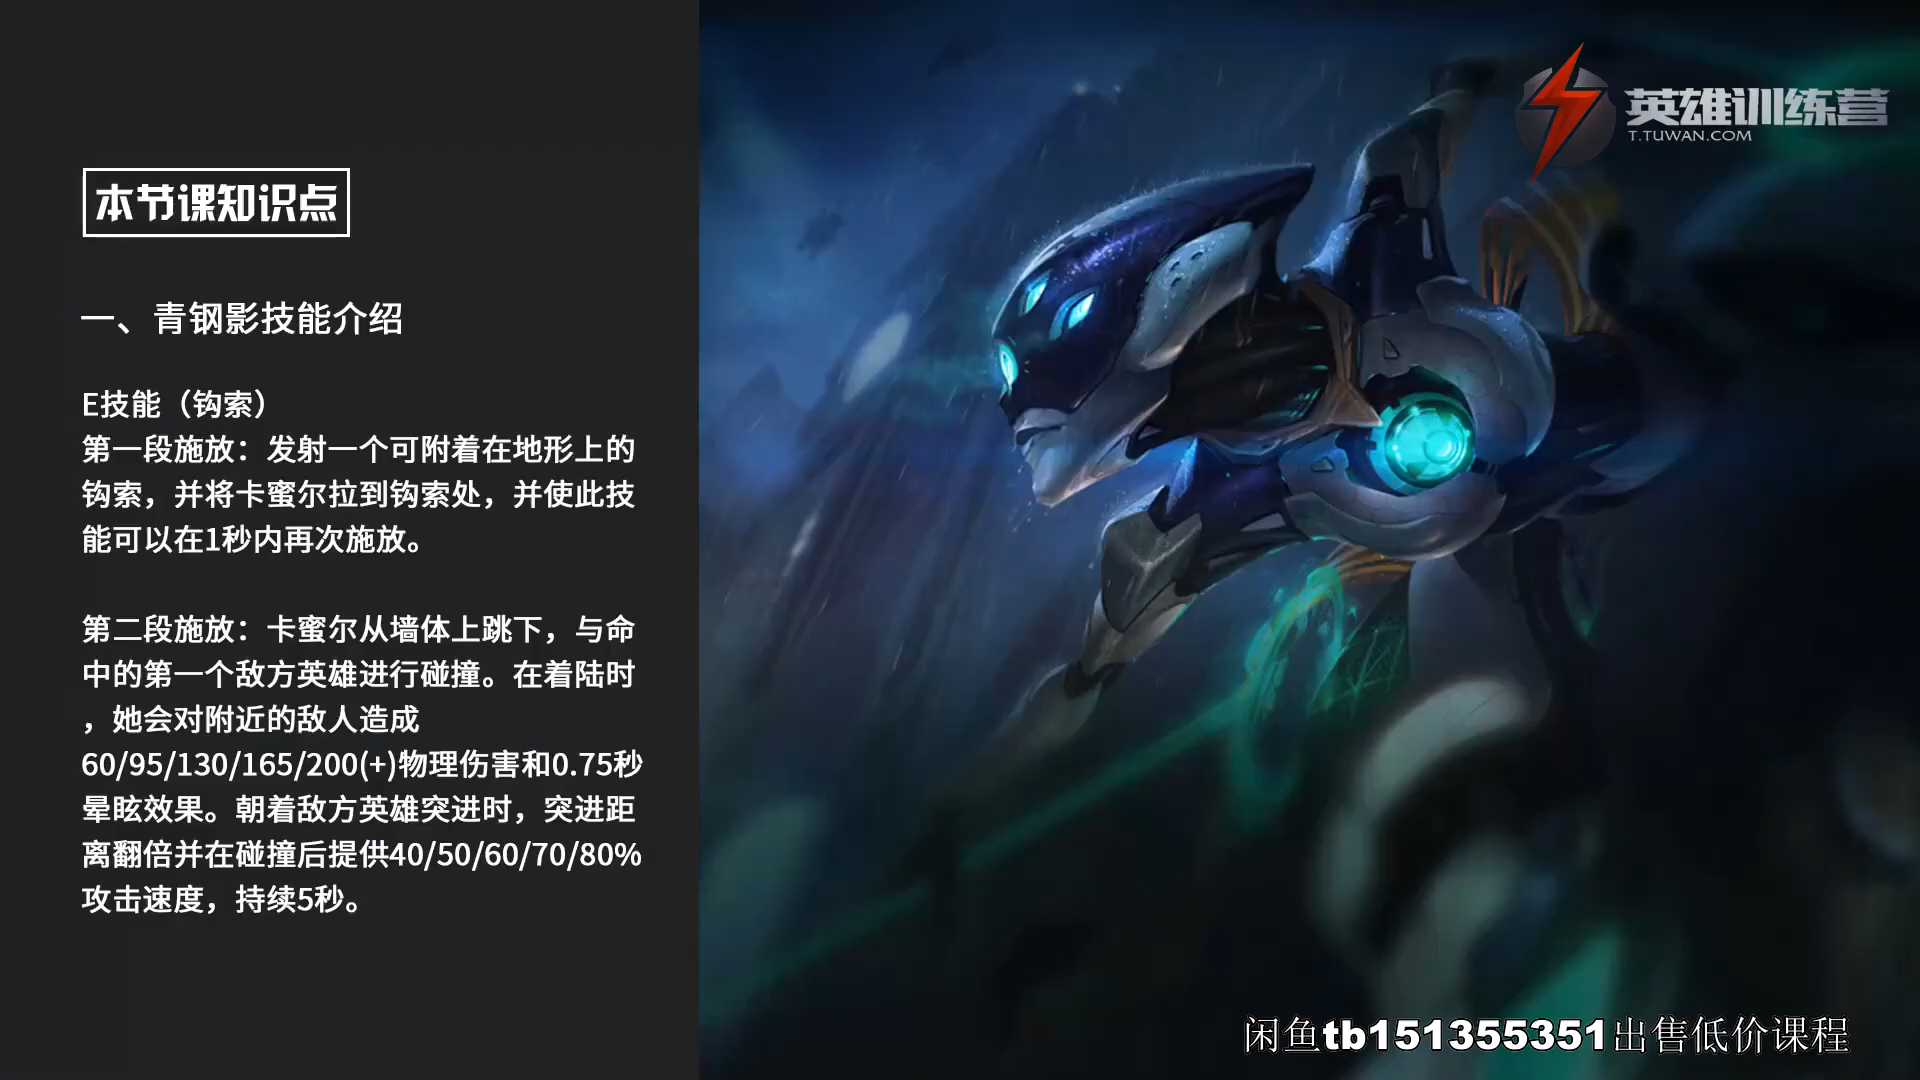 英雄训练营
T.TUWAN.COM
本节课知识点
一、青钢影技能介绍
E技能（钩索）
第一段施放：发射一个可附着在地形上的
钩索，并将卡蜜尔拉到钩索处，并使此技
能可以在1秒内再次施放。
第二段施放：卡蜜尔从墙体上跳下，与命
中的第一个敌方英雄进行碰撞。在着陆时
，她会对附近的敌人造成
60/95/130/165/200(+)物理伤害和0.75秒
晕眩效果。朝着敌方英雄突进时，突进距
离翻倍并在碰撞后提供40/50/60/70/80%
攻击速度，持续5秒。
闲鱼tb151355351出售低价课程